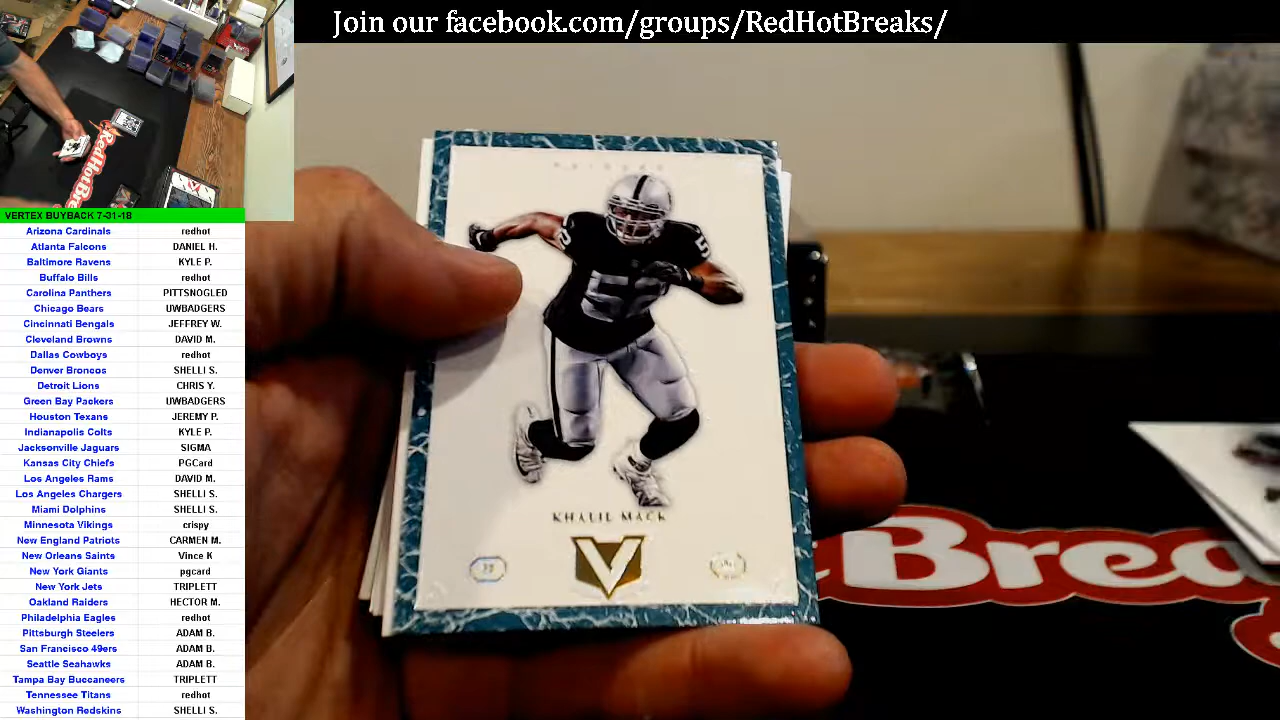 Join our facebook.com/groups/RedHotBreaks/
VERTEX BUYBACK 7-31-18
Arizona Cardinals redhot
Atlanta Falcons DANIEL H.
Baltimore Ravens KYLE P.
Buffalo Bills redhot
Carolina Panthers PITTSNOGLED
Chicago Bears UWBADGERS
Cincinnati Bengals JEFFREY W.
Cleveland Browns DAVID M.
Dallas Cowboys redhot
Denver Broncos SHELLI S.
Detroit Lions CHRIS Y.
Green Bay Packers UWBADGERS
Houston Texans JEREMY P.
Indianapolis Colts KYLE P.
Jacksonville Jaguars SIGMA
Kansas City Chiefs PGCard
Los Angeles Rams DAVID M.
Los Angeles Chargers SHELLI S.
Miami Dolphins SHELLI S.
Minnesota Vikings crispy
New England Patriots CARMEN M.
New Orleans Saints Vince K
New York Giants pgcard
New York Jets TRIPLETT
Oakland Raiders HECTOR M.
Philadelphia Eagles redhot
Pittsburgh Steelers ADAM B.
San Francisco 49ers ADAM B.
Seattle Seahawks ADAM B.
Tampa Bay Buccaneers TRIPLETT
Tennessee Titans redhot
Washington Redskins SHELLI S.
52
KHALIL MACK
V
RedHotBrea
t Brea